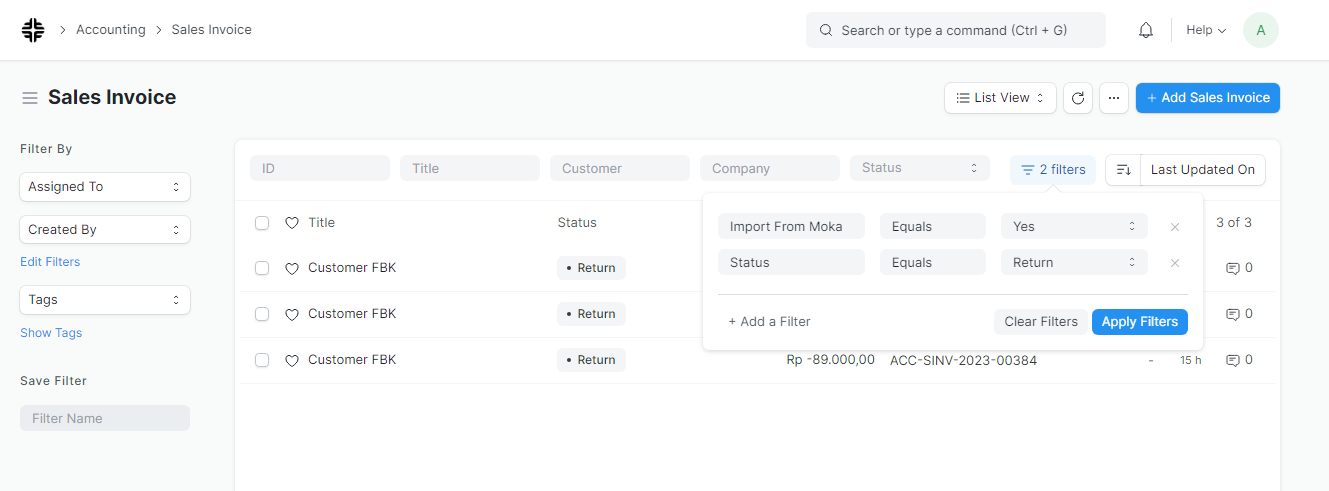 Accounting Sales Invoice
Search or type a command (Ctrl + G)
Help
A
Sales Invoice
List View
...
+ Add Sales Invoice
Filter By
Assigned To
Created By
Edit Filters
Tags
Show Tags
Save Filter
Filter Name
ID Title Customer Company Status
2 filters
Last Updated On
Title Status 3 of 3
Customer FBK • Return 0
Customer FBK • Return 0
Customer FBK • Return Rp -89.000,00 ACC-SINV-2023-00384 - 15 h 0
Import From Moka Equals Yes
Status Equals Return
+ Add a Filter
Clear Filters
Apply Filters